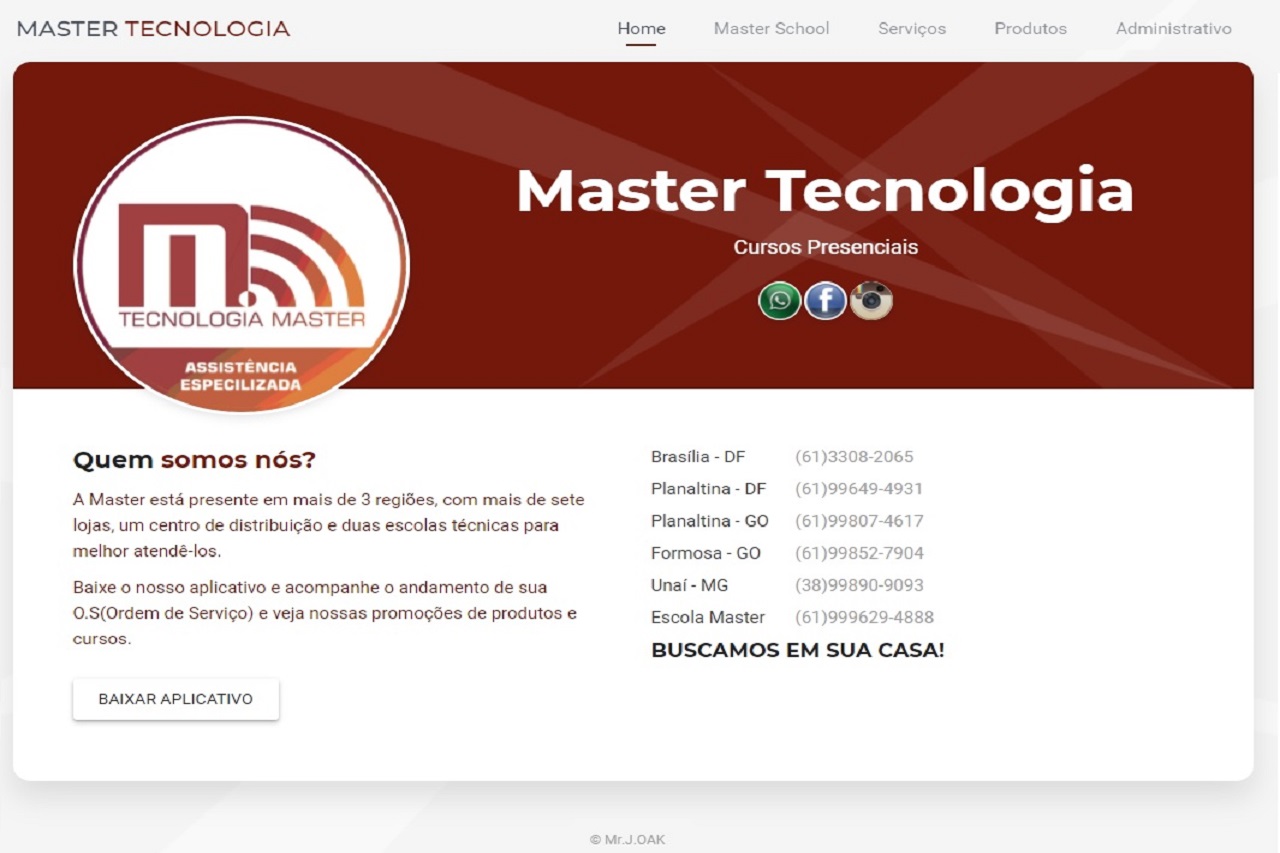 MASTER TECNOLOGIA
Home Master School Serviços Produtos Administrativo
Master Tecnologia
Cursos Presenciais
TECNOLOGIA MASTER
ASSISTÊNCIA
ESPECILIZADA
Quem somos nós?
A Master está presente em mais de 3 regiões, com mais de sete
lojas, um centro de distribuição e duas escolas técnicas para
melhor atendê-los.
Baixe o nosso aplicativo e acompanhe o andamento de sua
O.S(Ordem de Serviço) e veja nossas promoções de produtos e
cursos.
BAIXAR APLICATIVO
Brasília - DF (61)3308-2065
Planaltina - DF (61)99649-4931
Planaltina - GO (61)99807-4617
Formosa - GO (61)99852-7904
Unaí - MG (38)99890-9093
Escola Master (61)999629-4888
BUSCAMOS EM SUA CASA!
© Mr.J.OAK